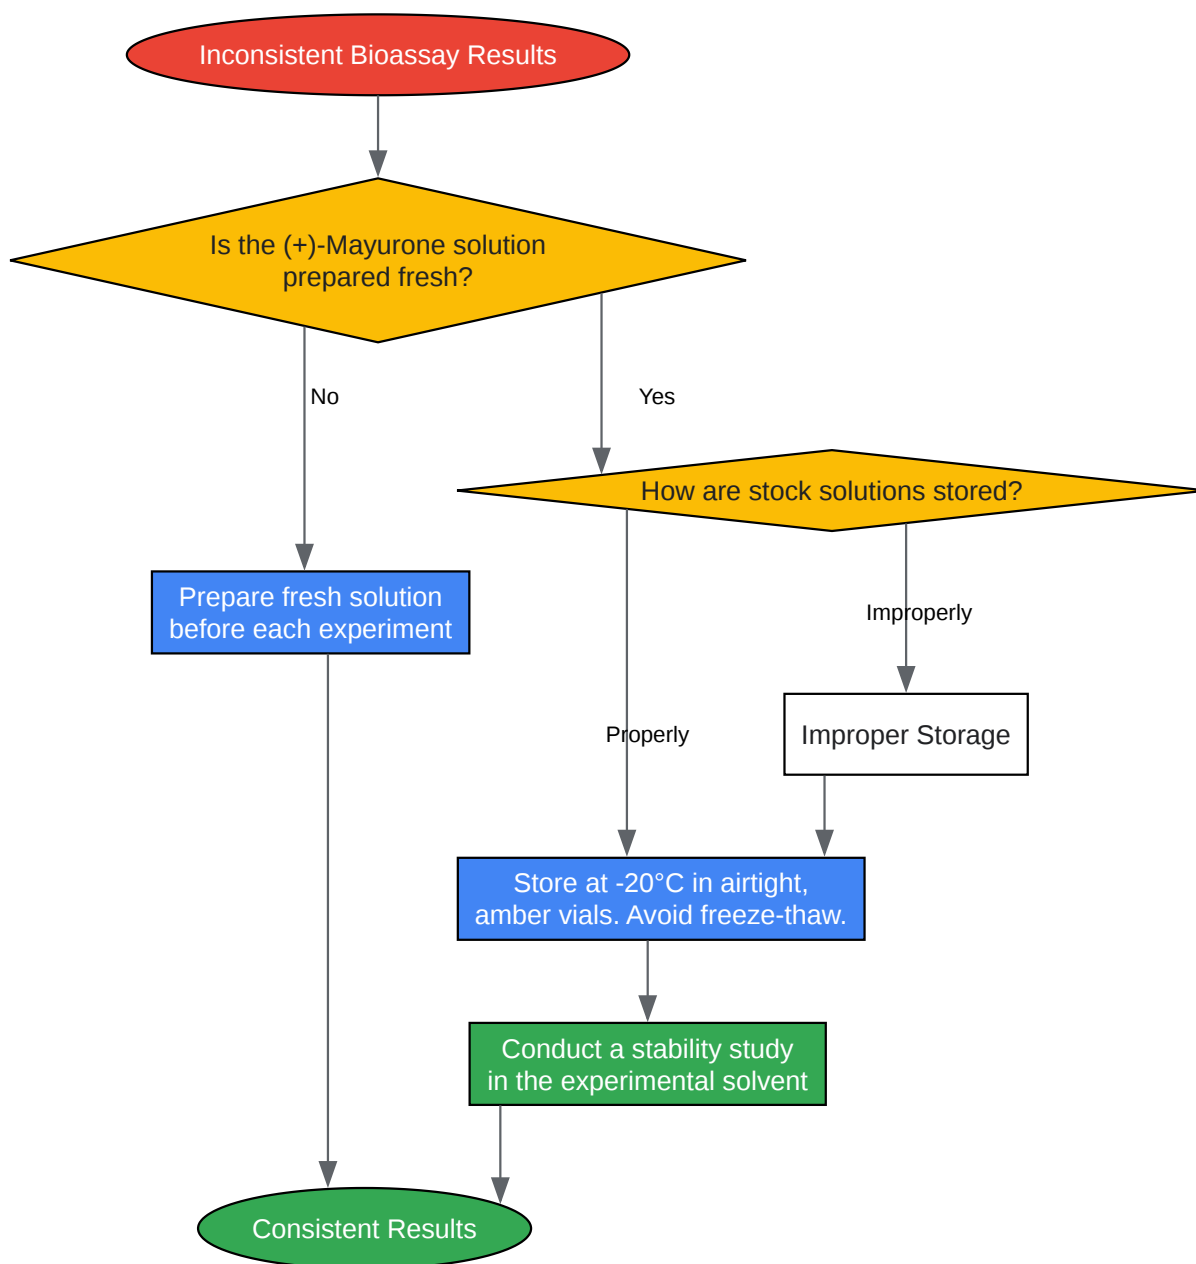 Inconsistent Bioassay Results
Is the (+)-Mayurone solution
prepared fresh?
No
Yes
How are stock solutions stored?
Prepare fresh solution
before each experiment
Improperly
Properly
Improper Storage
Store at -20°C in airtight,
amber vials. Avoid freeze-thaw.
Conduct a stability study
in the experimental solvent
Consistent Results